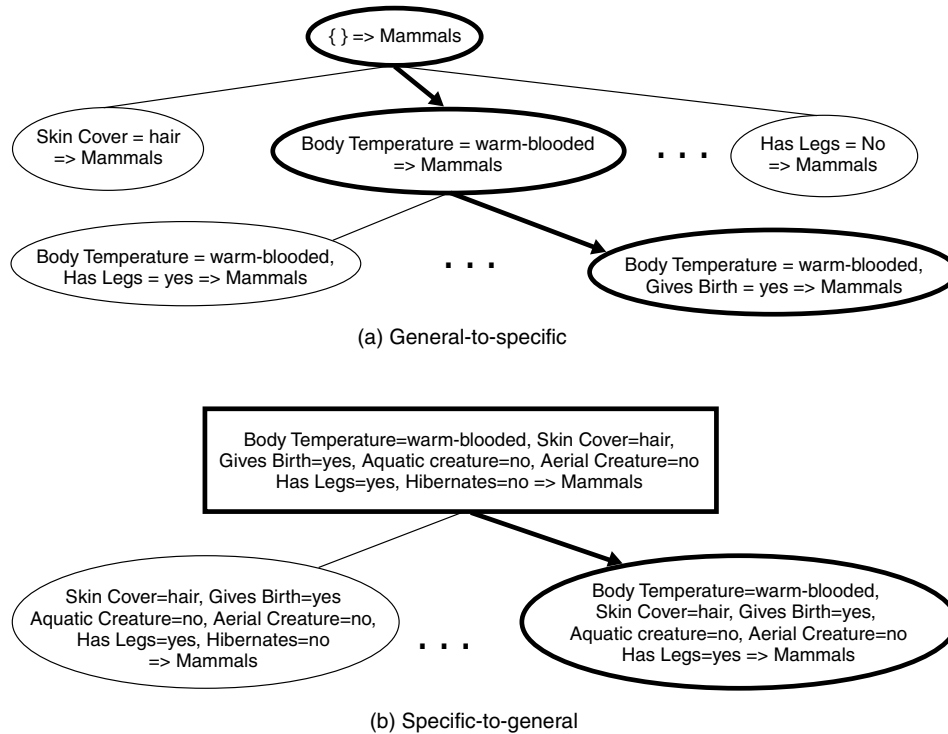 { } => Mammals
Skin Cover = hair
=> Mammals
Body Temperature = warm-blooded
=> Mammals
. . .
Has Legs = No
=> Mammals
Body Temperature = warm-blooded,
Has Legs = yes => Mammals
. . .
Body Temperature = warm-blooded,
Gives Birth = yes => Mammals
(a) General-to-specific
Body Temperature=warm-blooded, Skin Cover=hair,
Gives Birth=yes, Aquatic creature=no, Aerial Creature=no
Has Legs=yes, Hibernates=no => Mammals
Skin Cover=hair, Gives Birth=yes
Aquatic Creature=no, Aerial Creature=no,
Has Legs=yes, Hibernates=no
=> Mammals
. . .
Body Temperature=warm-blooded,
Skin Cover=hair, Gives Birth=yes,
Aquatic creature=no, Aerial Creature=no
Has Legs=yes => Mammals
(b) Specific-to-general